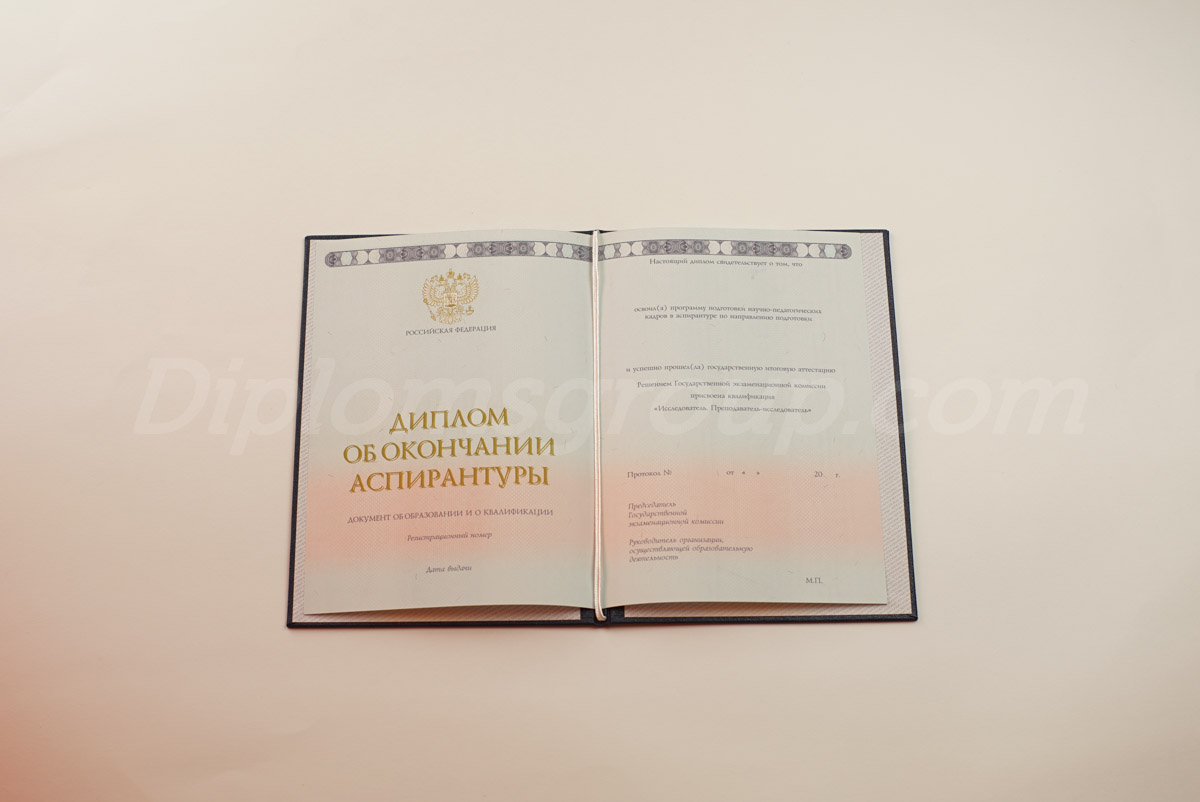 РОССИЙСКАЯ ФЕДЕРАЦИЯ
ДИПЛОМ
ОБ ОКОНЧАНИИ
АСПИРАНТУРЫ
ДОКУМЕНТ ОБ ОБРАЗОВАНИИ И О КВАЛИФИКАЦИИ
Регистрационный номер
Дата выдачи
Настоящий диплом свидетельствует о том, что
освоил(а) программу подготовки научно-педагогических
кадров в аспирантуре по направлению подготовки
и успешно прошел(ла) государственную итоговую аттестацию
Решением Государственной экзаменационной комиссии
присвоена квалификация
«Исследователь. Преподаватель-исследователь»
Протокол № от « » 20 г.
Председатель
Государственной
экзаменационной комиссии
Руководитель организации,
осуществляющей образовательную
деятельность
М.П.
Diplomsgroup.com